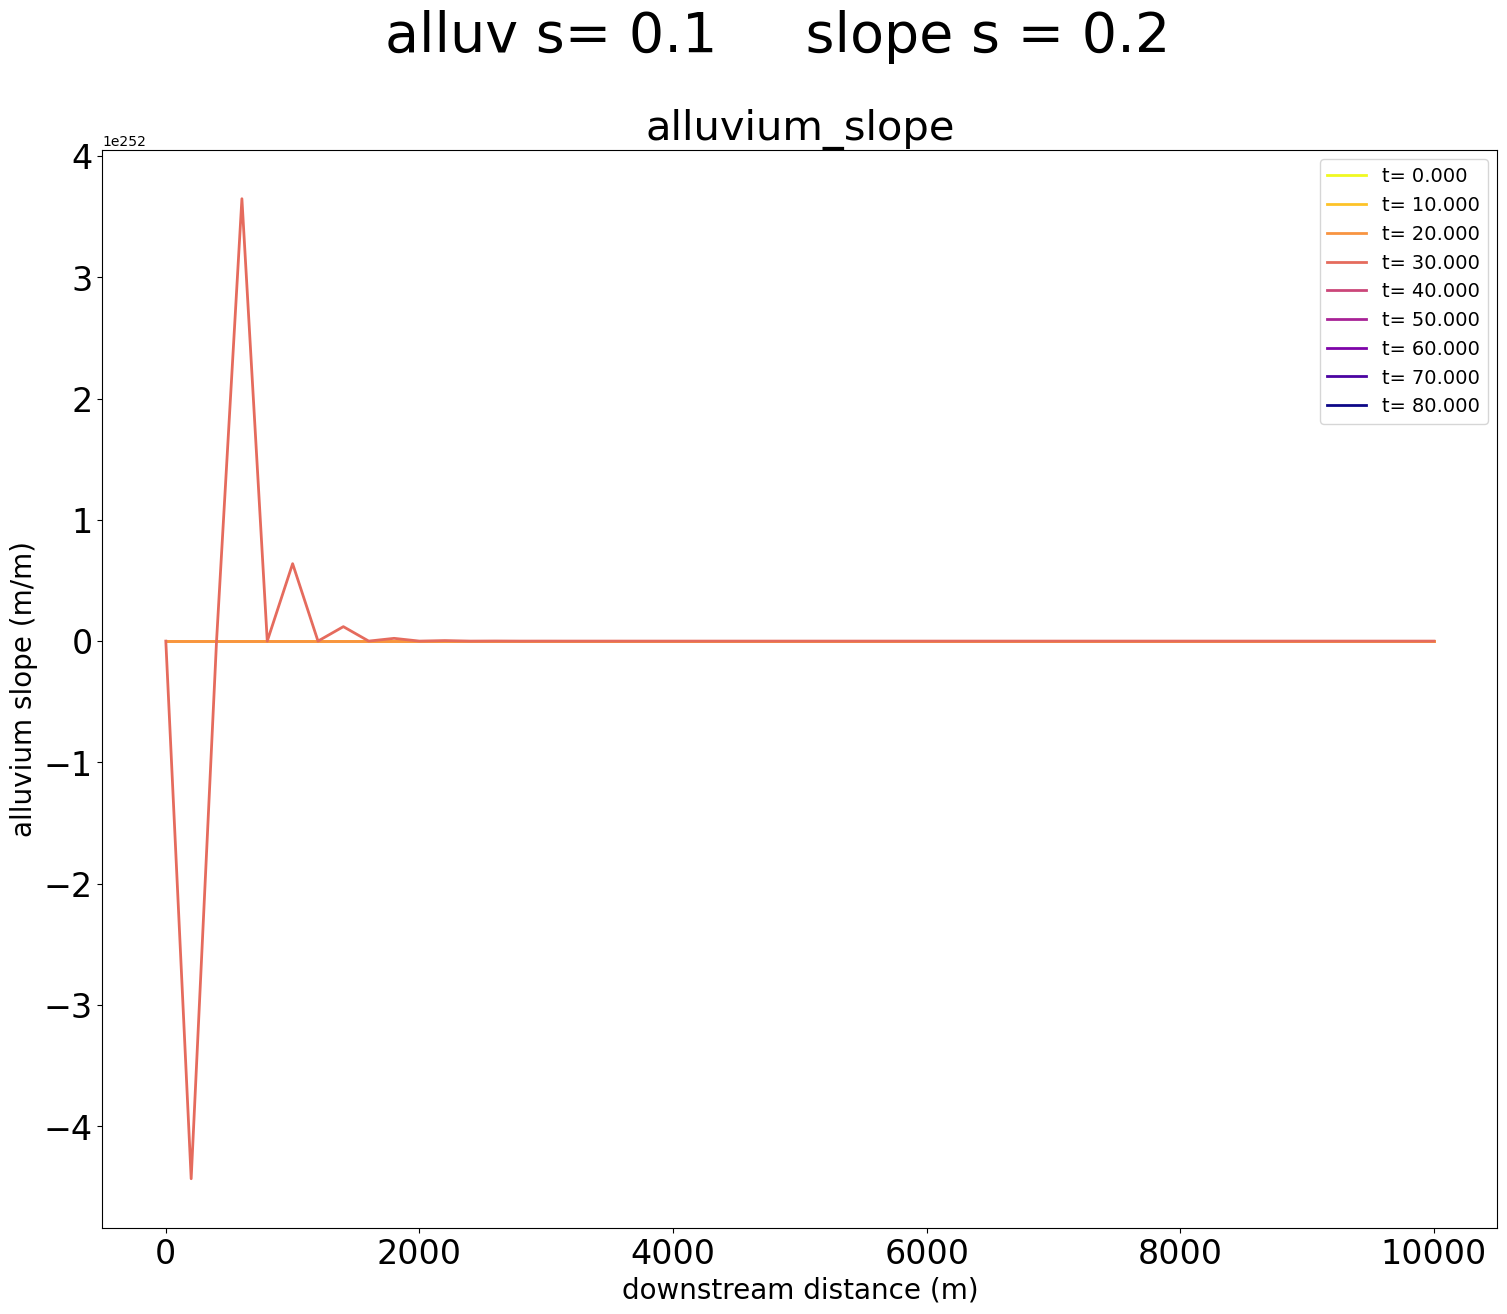 alluv s= 0.1     slope s = 0.2
alluvium_slope
1e252
4
3
2
1
0
−1
−2
−3
−4
alluvium slope (m/m)
t= 0.000
t= 10.000
t= 20.000
t= 30.000
t= 40.000
t= 50.000
t= 60.000
t= 70.000
t= 80.000
0 2000 4000 6000 8000 10000
downstream distance (m)